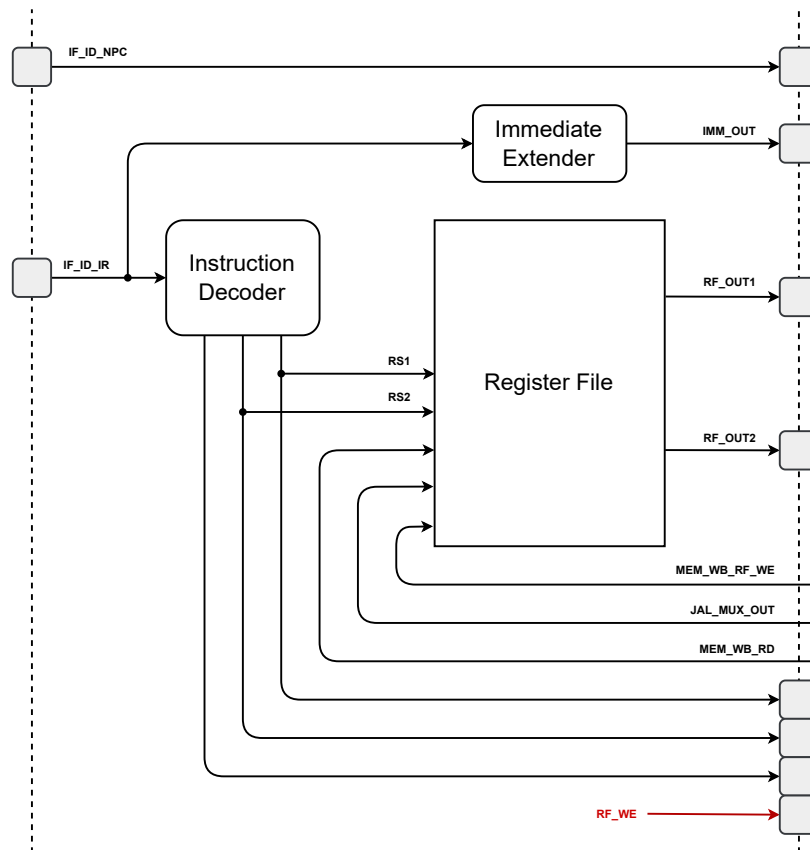 IF_ID_NPC
Immediate
Extender
IMM_OUT
IF_ID_IR
Instruction
Decoder
RF_OUT1
RS1
Register File
RS2
RF_OUT2
MEM_WB_RF_WE
JAL_MUX_OUT
MEM_WB_RD
RF_WE